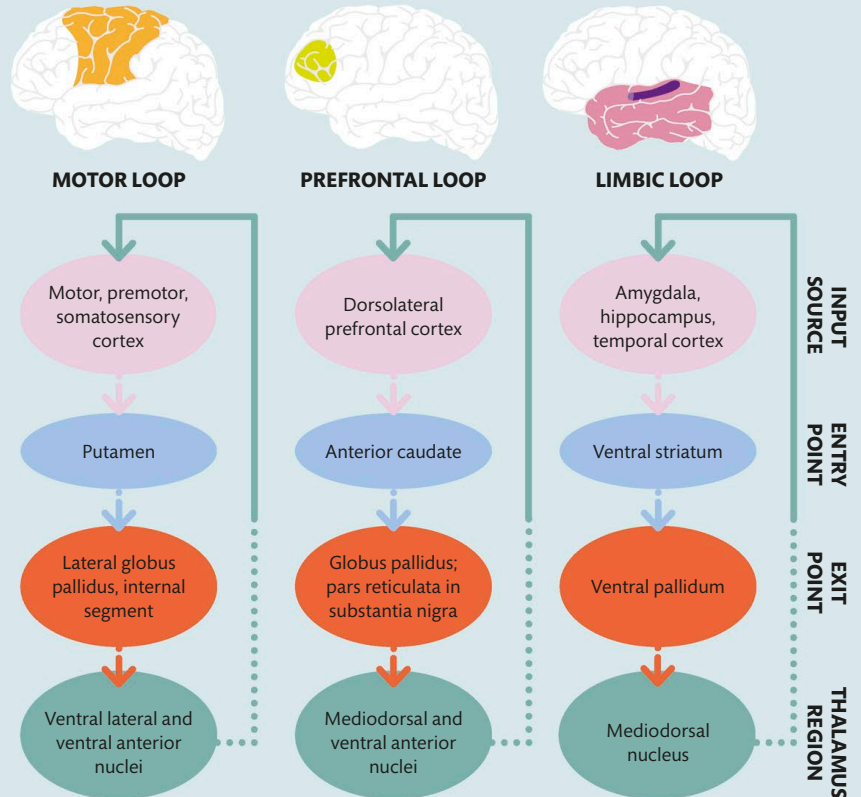 MOTOR LOOP
PREFRONTAL LOOP
LIMBIC LOOP
Motor, premotor,
somatosensory
cortex
Dorsolateral
prefrontal cortex
Amygdala,
hippocampus,
temporal cortex
INPUT
SOURCE
Putamen
Anterior caudate
Ventral striatum
ENTRY
POINT
Lateral globus
pallidus, internal
segment
Globus pallidus;
pars reticulata in
substantia nigra
Ventral pallidum
EXIT
POINT
Ventral lateral and
ventral anterior
nuclei
Mediodorsal and
ventral anterior
nuclei
Mediodorsal
nucleus
THALAMUS
REGION